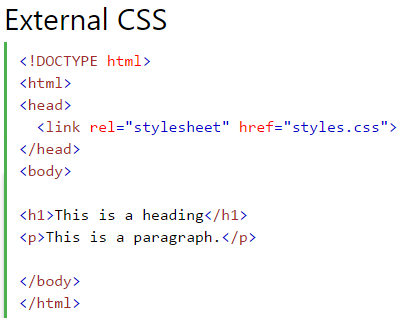 External CSS
<!DOCTYPE html>
<html>
<head>
  <link rel="stylesheet" href="styles.css">
</head>
<body>

<h1>This is a heading</h1>
<p>This is a paragraph.</p>

</body>
</html>